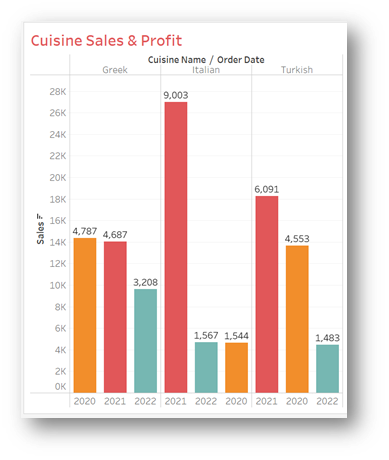 Cuisine Sales & Profit
Cuisine Name / Order Date
Greek Italian Turkish
28K
26K
24K
22K
20K
18K
16K
14K
12K
10K
8K
6K
4K
2K
0K
Sales
4,787 4,687 3,208 9,003 1,567 1,544 6,091 4,553 1,483
2020 2021 2022 2021 2022 2020 2021 2020 2022